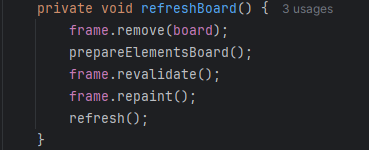 private void refreshBoard() { 3 usages
frame.remove(board);
prepareElementsBoard();
frame.revalidate();
frame.repaint();
refresh();
}